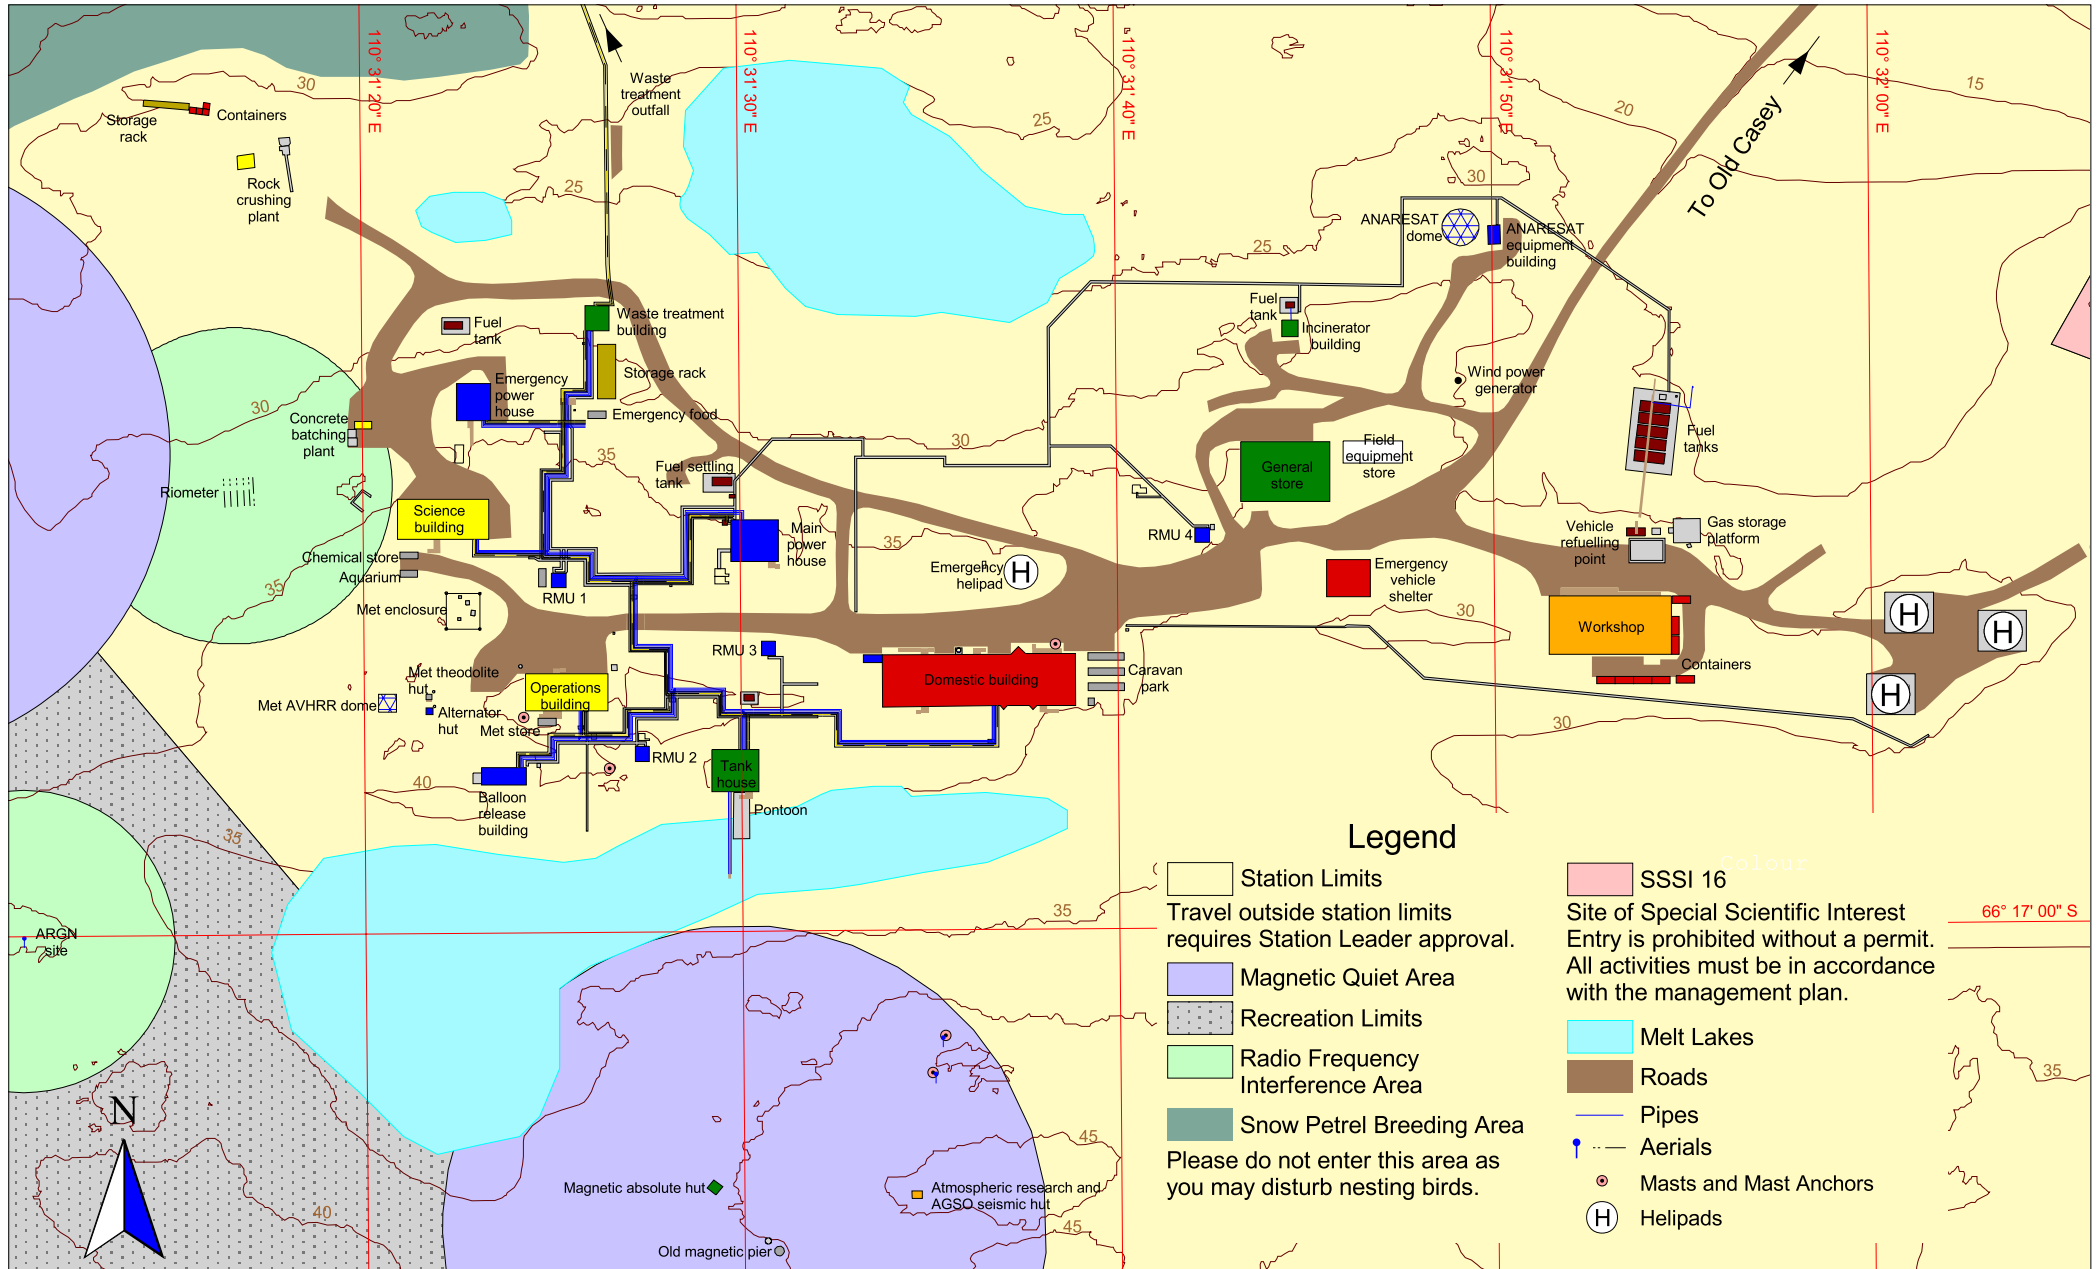 110° 31' 20" E
110° 31' 30" E
110° 31' 40" E
110° 31' 50" E
110° 32' 00" E
Waste
treatment
outfall
30
25
20
15
Storage
rack
Containers
Rock
crushing
plant
25
30
To Old Casey
ANARESAT
dome
ANARESAT
equipment
building
25
Fuel
tank
Waste treatment
building
Fuel
tank
Incinerator
building
Storage rack
Emergency
power
house
Wind power
generator
30
Concrete
batching
plant
Emergency food
30
Fuel
tanks
Field
equipment
store
General
store
35
Fuel settling
tank
Riometer
Science
building
Main
power
house
35
Emergency
helipad
H
RMU 4
Vehicle
refuelling
point
Gas storage
platform
Chemical store
Aquarium
35
RMU 1
Met enclosure
Emergency
vehicle
shelter
30
Workshop
H
H
H
Containers
RMU 3
Domestic building
Caravan
park
Met theodolite
hut
Operations
building
Met AVHRR dome
Alternator
hut
Met store
30
RMU 2
Tank
house
40
Balloon
release
building
Pontoon
35
35
ARGN
site
66° 17' 00" S
N
40
Magnetic absolute hut
Atmospheric research and
AGSO seismic hut
45
45
Old magnetic pier
35
Legend
Station Limits
Travel outside station limits
requires Station Leader approval.
Magnetic Quiet Area
Recreation Limits
Radio Frequency
Interference Area
Snow Petrel Breeding Area
Please do not enter this area as
you may disturb nesting birds.
Colour
SSSI 16
Site of Special Scientific Interest
Entry is prohibited without a permit.
All activities must be in accordance
with the management plan.
Melt Lakes
Roads
Pipes
Aerials
Masts and Mast Anchors
H
Helipads